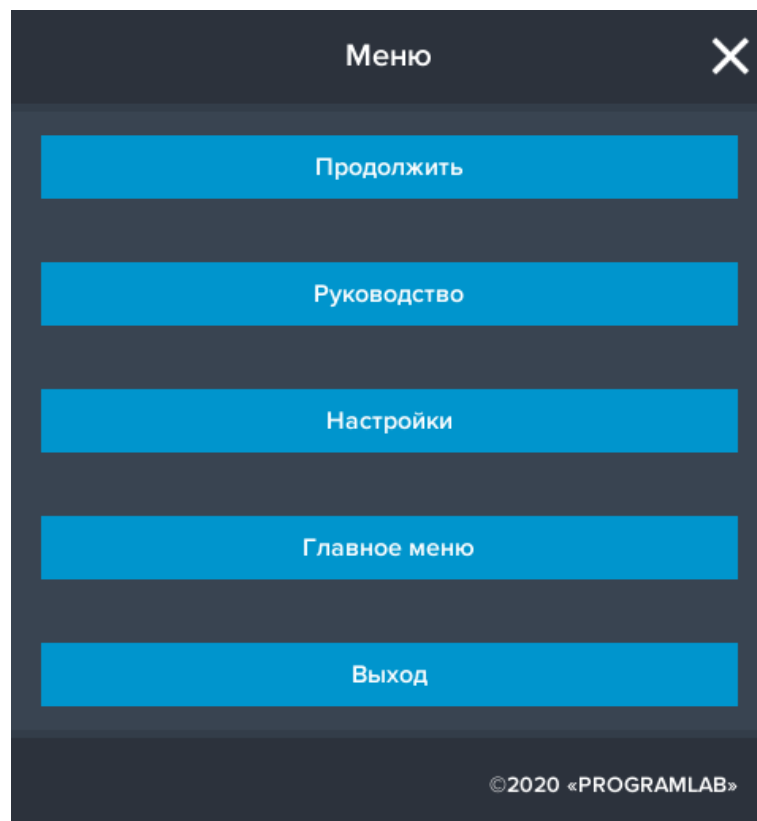 Меню
Продолжить
Руководство
Настройки
Главное меню
Выход
©2020 «PROGRAMLAB»